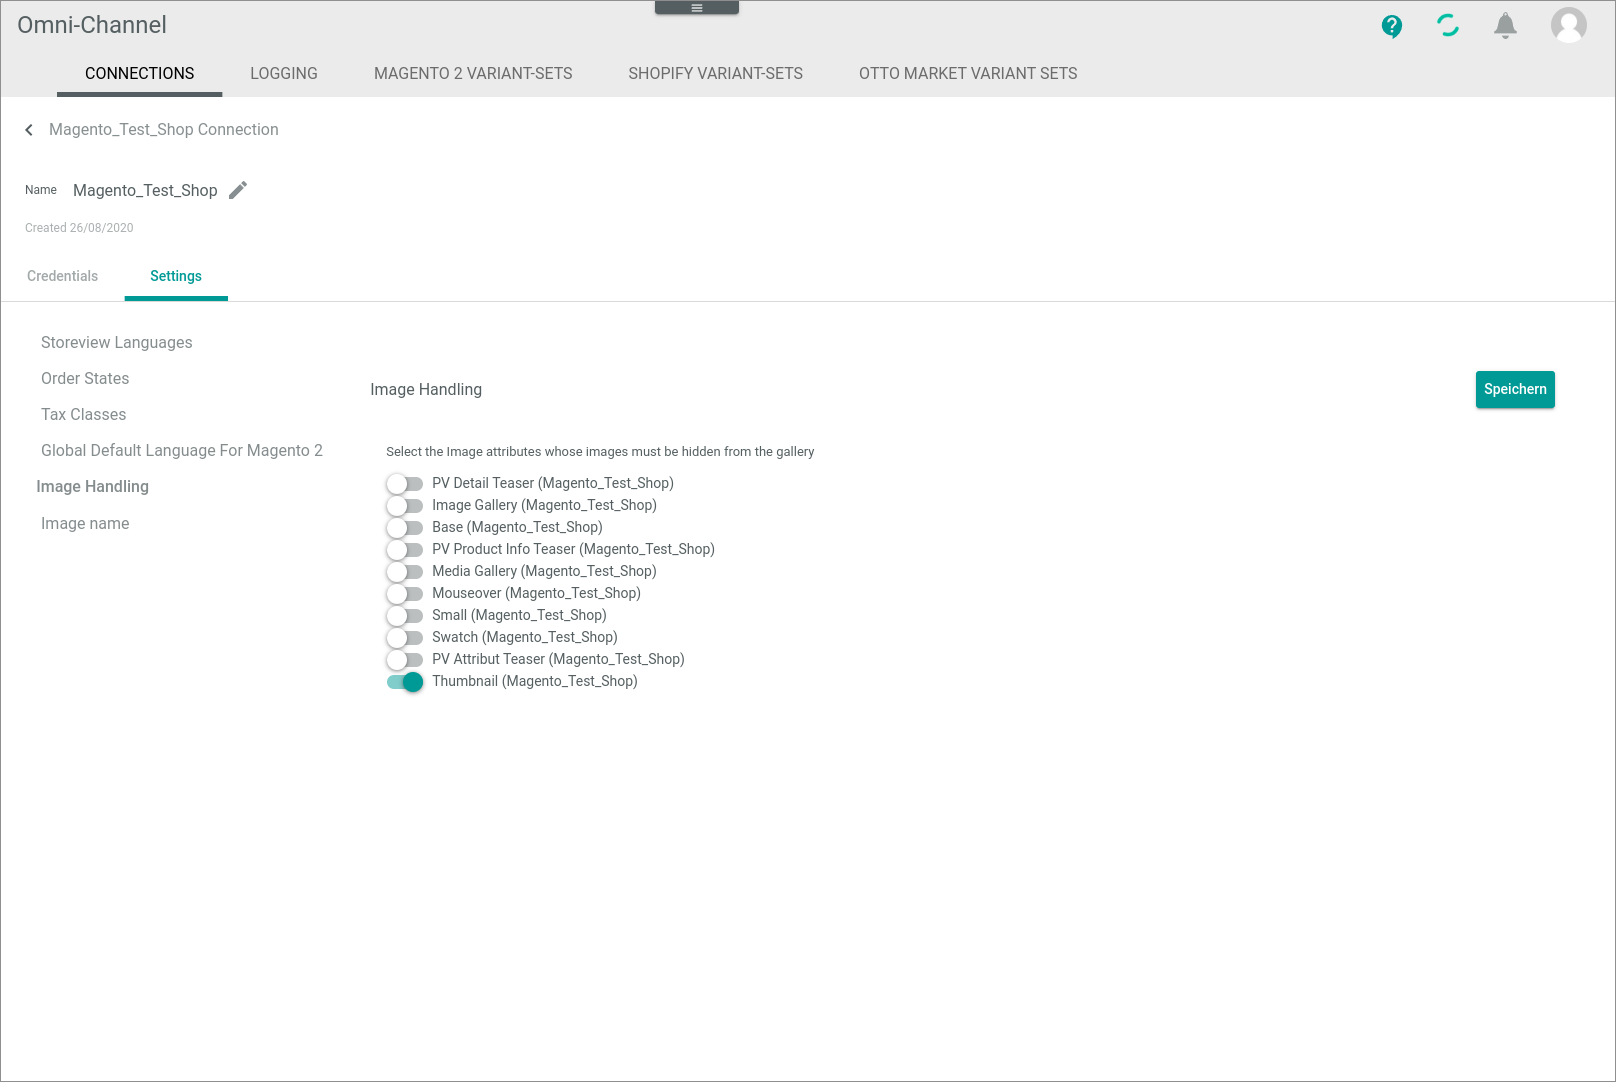 Omni-Channel
CONNECTIONS LOGGING MAGENTO 2 VARIANT-SETS SHOPIFY VARIANT-SETS OTTO MARKET VARIANT SETS
Magento_Test_Shop Connection
Name Magento_Test_Shop
Created 26/08/2020
Credentials Settings
Storeview Languages
Order States
Tax Classes
Global Default Language For Magento 2
Image Handling
Image name
Image Handling
Speichern
Select the Image attributes whose images must be hidden from the gallery
PV Detail Teaser (Magento_Test_Shop)
Image Gallery (Magento_Test_Shop)
Base (Magento_Test_Shop)
PV Product Info Teaser (Magento_Test_Shop)
Media Gallery (Magento_Test_Shop)
Mouseover (Magento_Test_Shop)
Small (Magento_Test_Shop)
Swatch (Magento_Test_Shop)
PV Attribut Teaser (Magento_Test_Shop)
Thumbnail (Magento_Test_Shop)